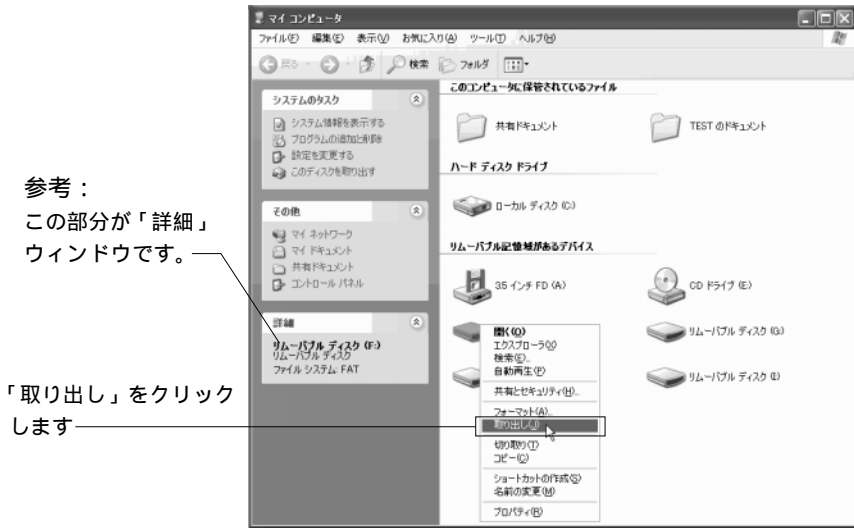 マイ コンピュータ
ファイル(F) 編集(E) 表示(V) お気に入り(A) ツール(T) ヘルプ(H)
戻る 検索 フォルダ
システムのタスク
システム情報を表示する
プログラムの追加と削除
設定を変更する
このディスクを取り出す
その他
マイ ネットワーク
マイ ドキュメント
共有ドキュメント
コントロール パネル
詳細
リムーバブル ディスク (F:)
リムーバブル ディスク
ファイル システム: FAT
このコンピュータに保管されているファイル
共有ドキュメント
TEST のドキュメント
ハード ディスク ドライブ
ローカル ディスク (C:)
リムーバブル記憶域があるデバイス
35 インチ FD (A)
CD ドライブ (E:)
リムーバブル ディスク (G:)
リムーバブル ディスク (I:)
開く(O)
エクスプローラ(X)
検索(E)...
自動再生(P)
共有とセキュリティ(H)...
フォーマット(A)...
取り出し(J)
切り取り(T)
コピー(C)
ショートカットの作成(S)
名前の変更(M)
プロパティ(R)
参考：
この部分が「詳細」
ウィンドウです。
「取り出し」をクリック
します